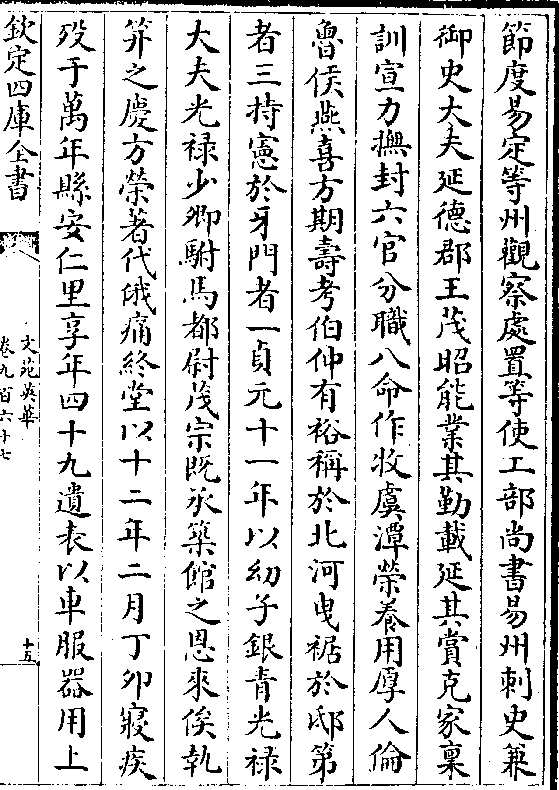 節度易定等州觀察處置等使工部尚書易州刺史兼
御史大夫延德郡王茂昭能業其勤載延其賞克家稟
訓宣力撫封六官分職八命作牧虞潭榮養用厚人倫
魯侯燕喜方期壽考伯仲有裕稱於北河曵裾於邸第
者三持憲於牙門者一貞元十一年以幼子銀青光祿
大夫光祿少卿駙馬都尉茂宗既承築館之恩來俟執
笄之慶方榮著代俄痛終堂以十二年二月丁夘寢疾
歿于萬年縣安仁里享年四十九遺表以車服器用上
欽定四庫全書
文苑英華
卷九百六十七
十五